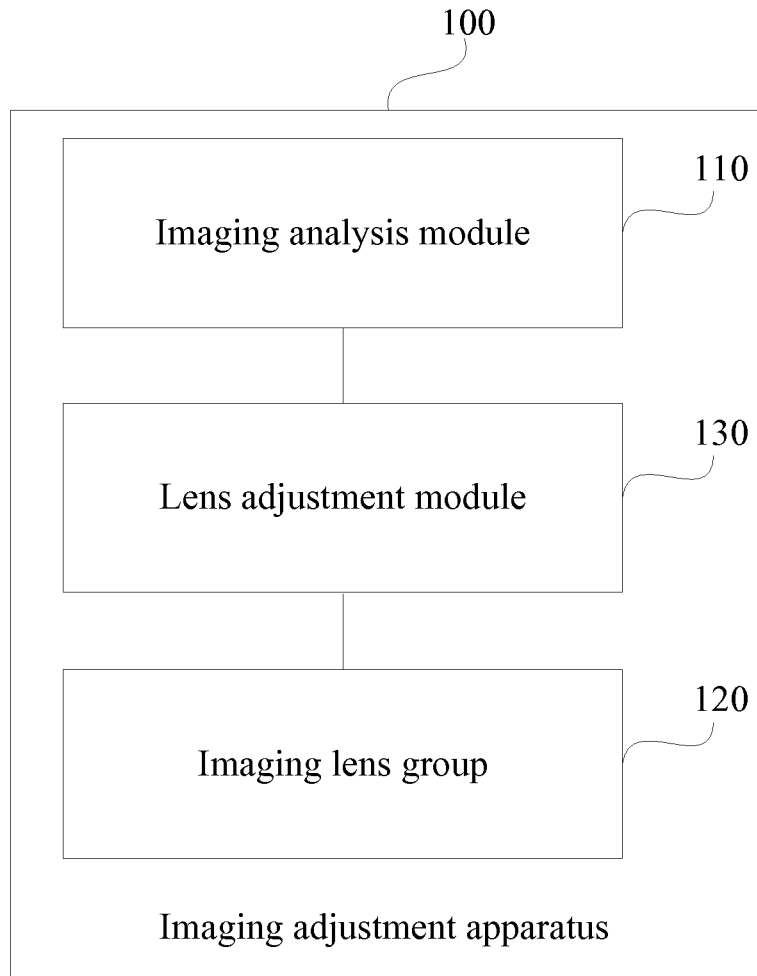 100
110
Imaging analysis module
130
Lens adjustment module
120
Imaging lens group
Imaging adjustment apparatus